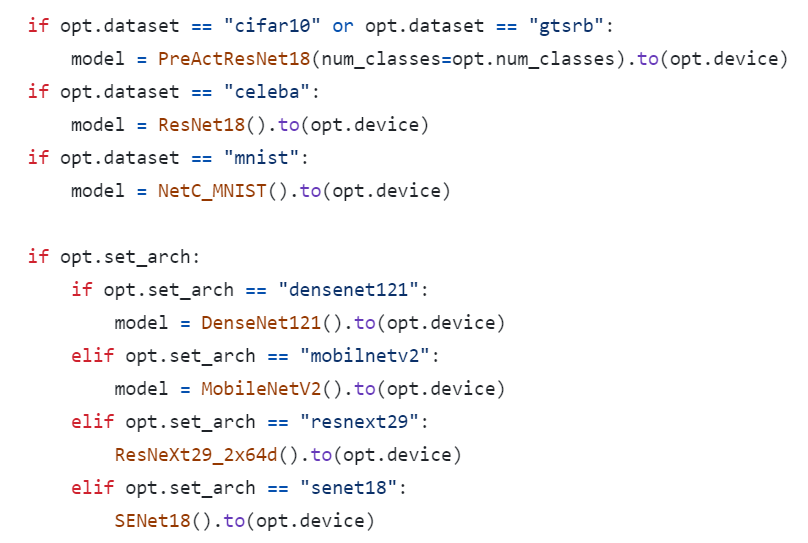 if opt.dataset == "cifar10" or opt.dataset == "gtsrb":
    model = PreActResNet18(num_classes=opt.num_classes).to(opt.device)
if opt.dataset == "celeba":
    model = ResNet18().to(opt.device)
if opt.dataset == "mnist":
    model = NetC_MNIST().to(opt.device)

if opt.set_arch:
    if opt.set_arch == "densenet121":
        model = DenseNet121().to(opt.device)
    elif opt.set_arch == "mobilnetv2":
        model = MobileNetV2().to(opt.device)
    elif opt.set_arch == "resnext29":
        ResNeXt29_2x64d().to(opt.device)
    elif opt.set_arch == "senet18":
        SENet18().to(opt.device)